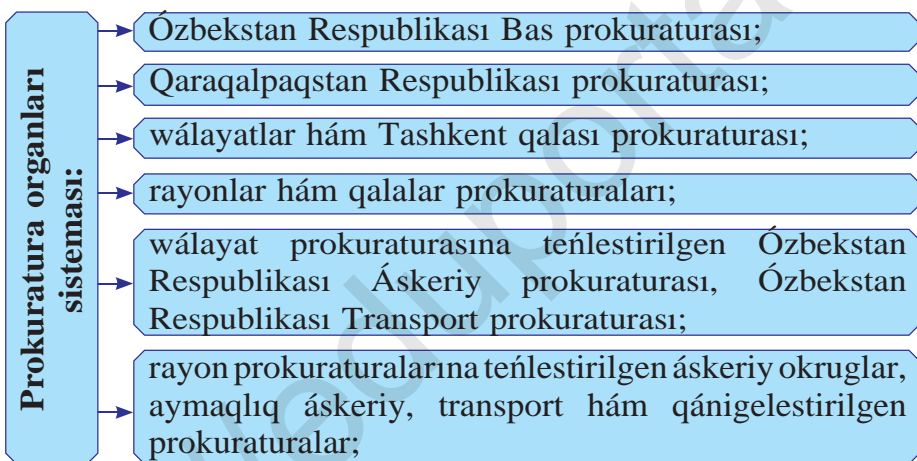 Prokuratura organları
sisteması:
Ózbekstan Respublikası Bas prokuraturası;
Qaraqalpaqstan Respublikası prokuraturası;
wálayatlar hám Tashkent qalası prokuraturası;
rayonlar hám qalalar prokuraturaları;
wálayat prokuraturasına teńlestirilgen Ózbekstan
Respublikası Áskeriy prokuraturası, Ózbekstan
Respublikası Transport prokuraturası;
rayon prokuraturalarına teńlestirilgen áskeriy okruglar,
aymaqlıq áskeriy, transport hám qánigelestirilgen
prokuraturalar;